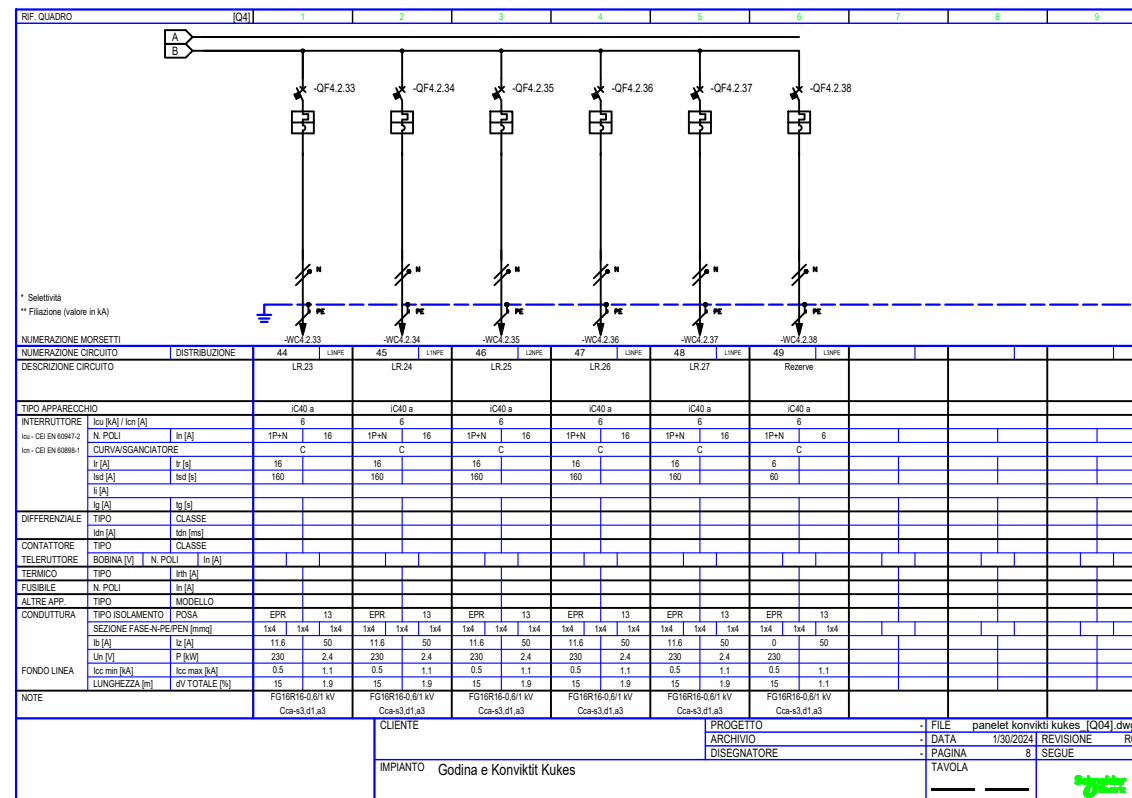 RIF. QUADRO [Q4] 1 2 3 4 5 6 7 8 9
A
B
-QF4.2.33 -QF4.2.34 -QF4.2.35 -QF4.2.36 -QF4.2.37 -QF4.2.38
N N N N N N
* Selettività
** Filiazione (valore in kA)
PE PE PE PE PE PE
NUMERAZIONE MORSETTI -WC4.2.33 -WC4.2.34 -WC4.2.35 -WC4.2.36 -WC4.2.37 -WC4.2.38
NUMERAZIONE CIRCUITO DISTRIBUZIONE 44 L3NPE 45 L1NPE 46 L2NPE 47 L3NPE 48 L1NPE 49 L3NPE
DESCRIZIONE CIRCUITO LR.23 LR.24 LR.25 LR.26 LR.27 Rezerve
TIPO APPARECCHIO iC40 a iC40 a iC40 a iC40 a iC40 a iC40 a
INTERRUTTORE Icu [kA] / Icn [A] 6 6 6 6 6 6
Icu - CEI EN 60947-2 N. POLI In [A] 1P+N 16 1P+N 16 1P+N 16 1P+N 16 1P+N 16 1P+N 6
Icn - CEI EN 60898-1 CURVA/SGANCIATORE C C C C C C
Ir [A] tr [s] 16 16 16 16 16 6
Isd [A] tsd [s] 160 160 160 160 160 60
Ii [A]
Ig [A] tg [s]
DIFFERENZIALE TIPO CLASSE
Idn [A] tdn [ms]
CONTATTORE TIPO CLASSE
TELERUTTORE BOBINA [V] N. POLI In [A]
TERMICO TIPO Irth [A]
FUSIBILE N. POLI In [A]
ALTRE APP. TIPO MODELLO
CONDUTTURA TIPO ISOLAMENTO POSA EPR 13 EPR 13 EPR 13 EPR 13 EPR 13 EPR 13
SEZIONE FASE-N-PE/PEN [mmq] 1x4 1x4 1x4 1x4 1x4 1x4 1x4 1x4 1x4 1x4 1x4 1x4 1x4 1x4 1x4 1x4 1x4 1x4
Ib [A] Iz [A] 11.6 50 11.6 50 11.6 50 11.6 50 11.6 50 0 50
Un [V] P [kW] 230 2.4 230 2.4 230 2.4 230 2.4 230 2.4 230
FONDO LINEA Icc min [kA] Icc max [kA] 0.5 1.1 0.5 1.1 0.5 1.1 0.5 1.1 0.5 1.1 0.5 1.1
LUNGHEZZA [m] dV TOTALE [%] 15 1.9 15 1.9 15 1.9 15 1.9 15 1.9 15 1.9
NOTE FG16R16-0,6/1 kV FG16R16-0,6/1 kV FG16R16-0,6/1 kV FG16R16-0,6/1 kV FG16R16-0,6/1 kV FG16R16-0,6/1 kV
Cca-s3,d1,a3 Cca-s3,d1,a3 Cca-s3,d1,a3 Cca-s3,d1,a3 Cca-s3,d1,a3 Cca-s3,d1,a3
CLIENTE PROGETTO - FILE panelet konvikti kukes_[Q04].dwg
ARCHIVIO - DATA 1/30/2024 REVISIONE
DISEGNATORE - PAGINA 8 SEGUE
IMPIANTO Godina e Konviktit Kukes TAVOLA
Schneider Electric